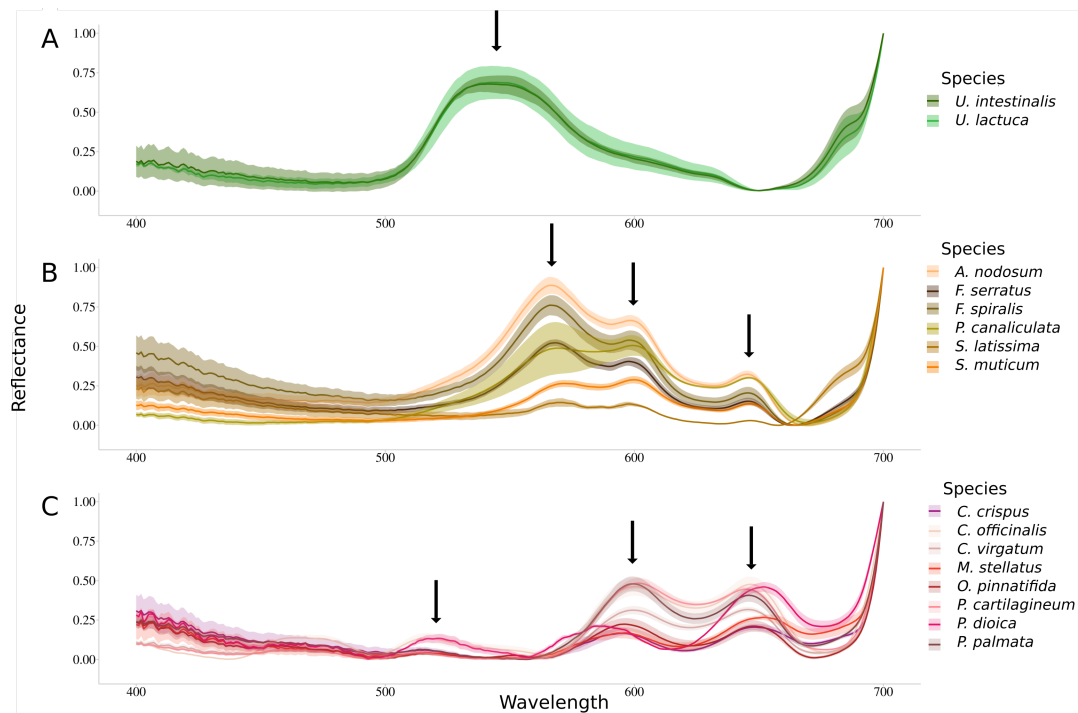 A
1.00
0.75
0.50
0.25
0.00
400 500 600 700
Species
U. intestinalis
U. lactuca
B
1.00
0.75
0.50
0.25
0.00
400 500 600 700
Species
A. nodosum
F. serratus
F. spiralis
P. canaliculata
S. latissima
S. muticum
Reflectance
C
1.00
0.75
0.50
0.25
0.00
400 500 600 700
Wavelength
Species
C. crispus
C. officinalis
C. virgatum
M. stellatus
O. pinnatifida
P. cartilagineum
P. dioica
P. palmata